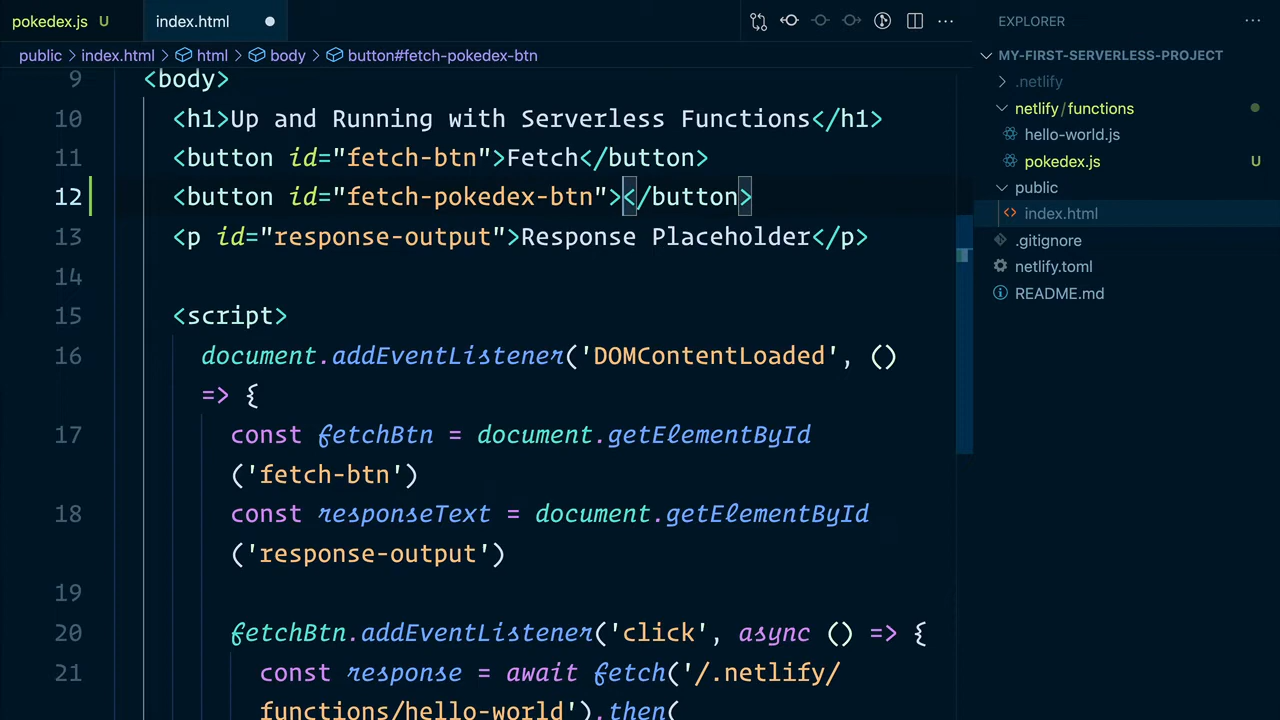 pokedex.js U
index.html
EXPLORER
public > index.html > html > body > button#fetch-pokedex-btn
MY-FIRST-SERVERLESS-PROJECT
.netlify
netlify/functions
hello-world.js
pokedex.js U
public
index.html
.gitignore
netlify.toml
README.md
9 <body>
10 <h1>Up and Running with Serverless Functions</h1>
11 <button id="fetch-btn">Fetch</button>
12 <button id="fetch-pokedex-btn"></button>
13 <p id="response-output">Response Placeholder</p>
14
15 <script>
16 document.addEventListener('DOMContentLoaded', ()
=> {
17 const fetchBtn = document.getElementById
('fetch-btn')
18 const responseText = document.getElementById
('response-output')
19
20 fetchBtn.addEventListener('click', async () => {
21 const response = await fetch('/.netlify/
functions/hello-world').then(